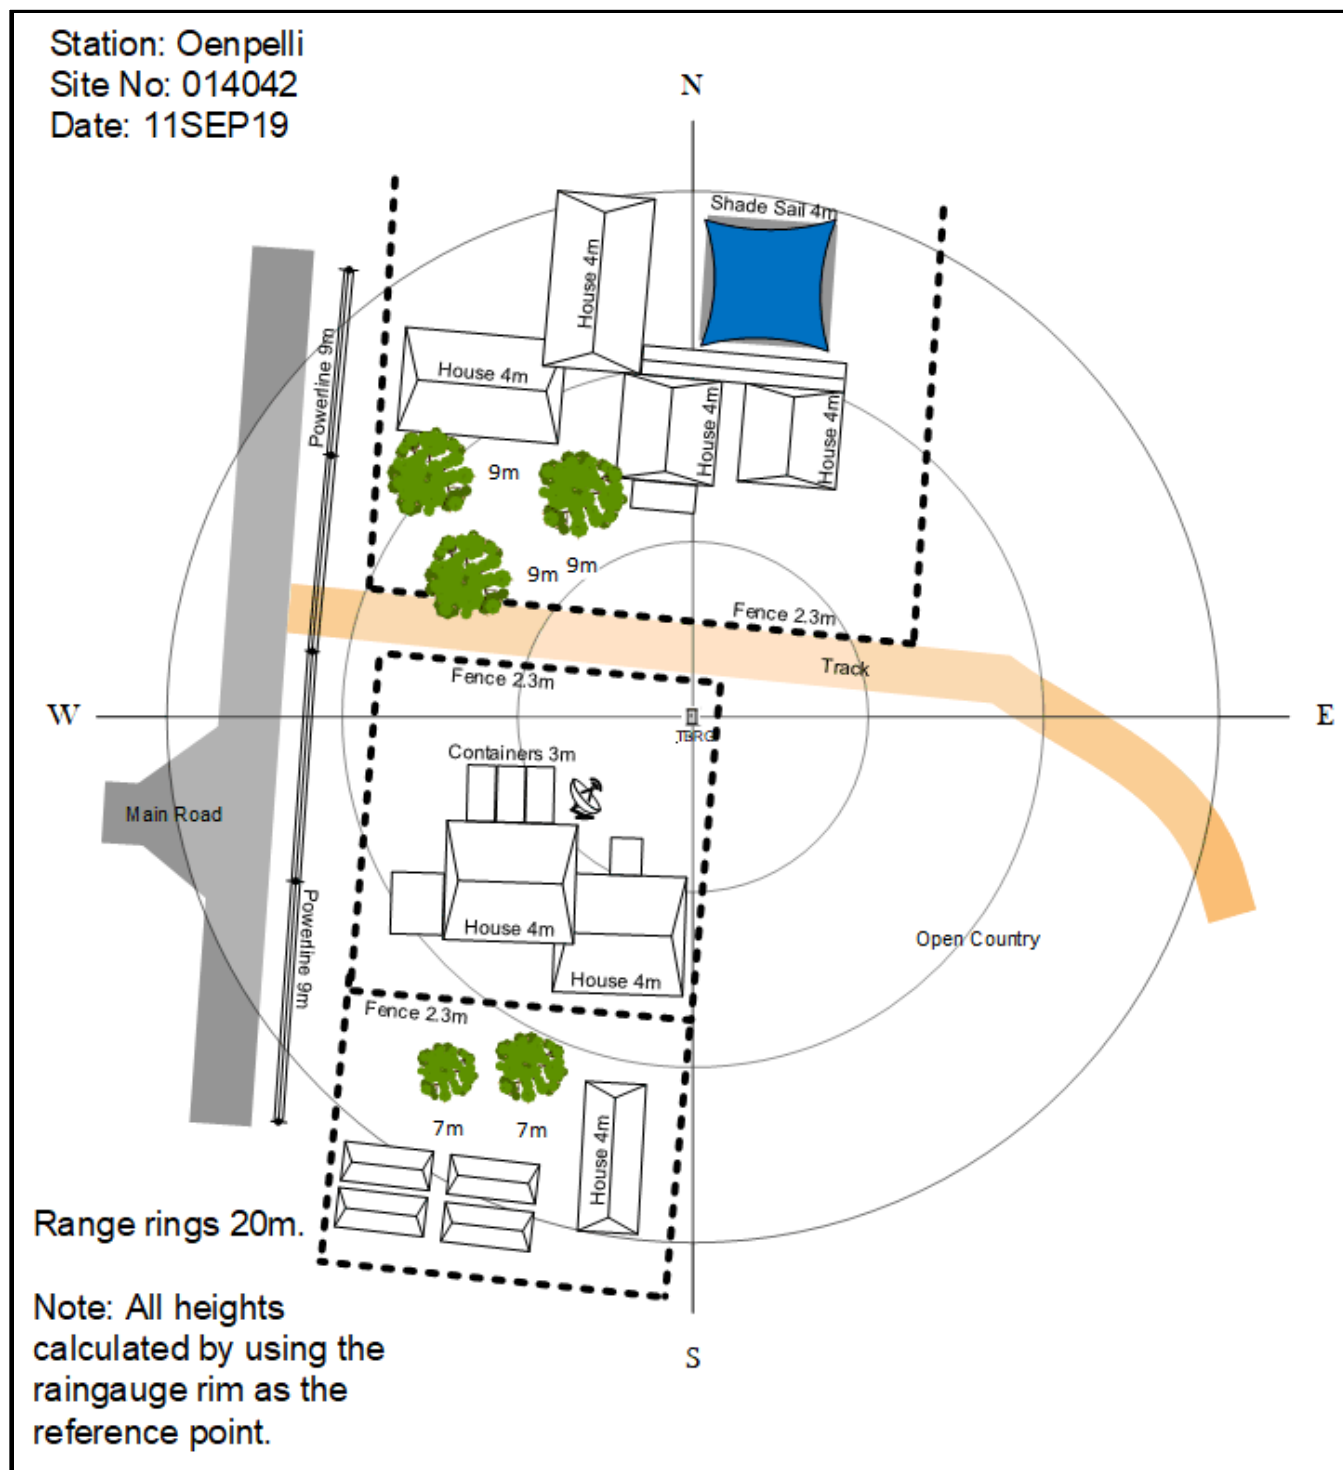 Station: Oenpelli
Site No: 014042
Date: 11SEP19
N
Shade Sail 4m
House 4m
Powerline 9m
House 4m
House 4m
House 4m
9m
9m
9m
Fence 2.3m
Track
Fence 2.3m
W
E
TBRG
Containers 3m
Main Road
Powerline 9m
House 4m
Open Country
House 4m
Fence 2.3m
7m
7m
House 4m
Range rings 20m.
Note: All heights
calculated by using the
raingauge rim as the
reference point.
S